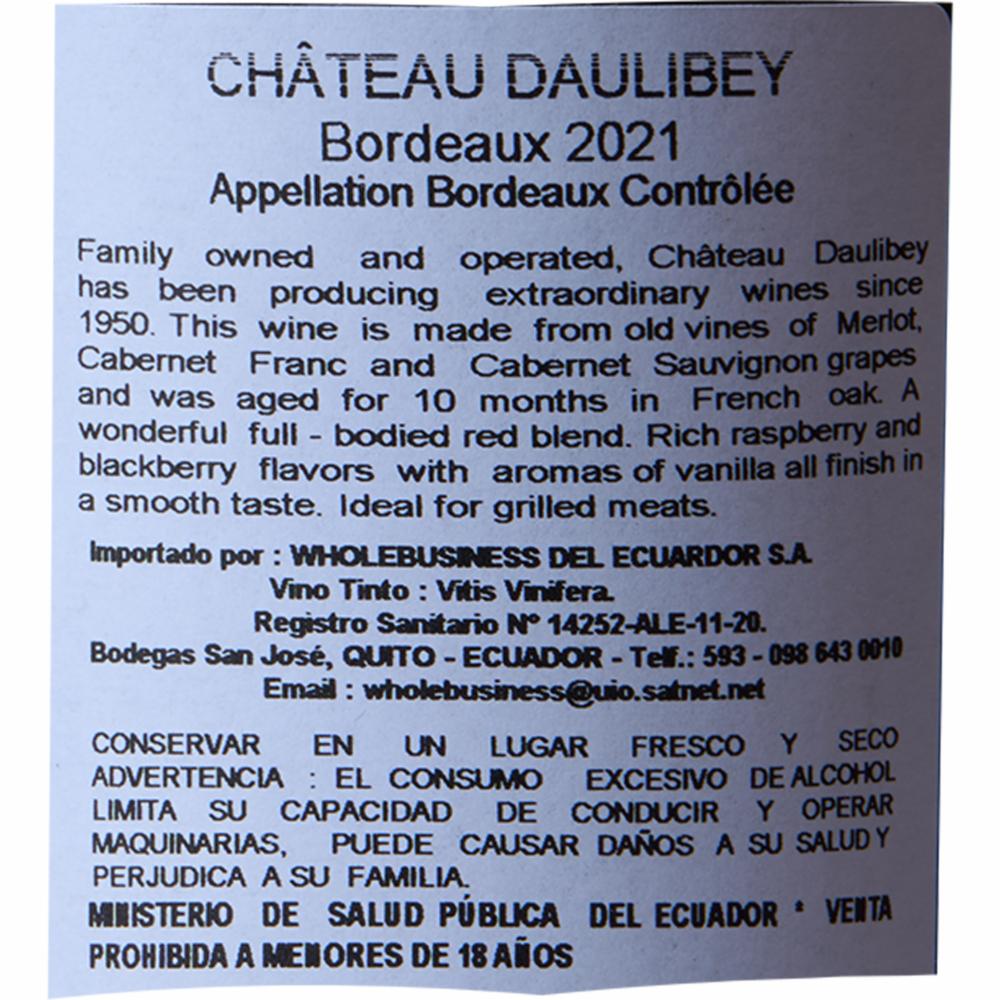 CHÂTEAU DAULIBEY
Bordeaux 2021
Appellation Bordeaux Contrôlée
Family owned and operated, Château Daulibey
has been producing extraordinary wines since
1950. This wine is made from old vines of Merlot,
Cabernet Franc and Cabernet Sauvignon grapes
and was aged for 10 months in French oak. A
wonderful full - bodied red blend. Rich raspberry and
blackberry flavors with aromas of vanilla all finish in
a smooth taste. Ideal for grilled meats.
Importado por : WHOLEBUSINESS DEL ECUARDOR S.A.
Vino Tinto : Vitis Vinifera.
Registro Sanitario Nº 14252-ALE-11-20.
Bodegas San José, QUITO - ECUADOR - Telf.: 593 - 098 643 0010
Email : wholebusiness@uio.satnet.net
CONSERVAR EN UN LUGAR FRESCO Y SECO
ADVERTENCIA : EL CONSUMO EXCESIVO DE ALCOHOL
LIMITA SU CAPACIDAD DE CONDUCIR Y OPERAR
MAQUINARIAS, PUEDE CAUSAR DAÑOS A SU SALUD Y
PERJUDICA A SU FAMILIA.
MINISTERIO DE SALUD PÚBLICA DEL ECUADOR * VENTA
PROHIBIDA A MENORES DE 18 AÑOS